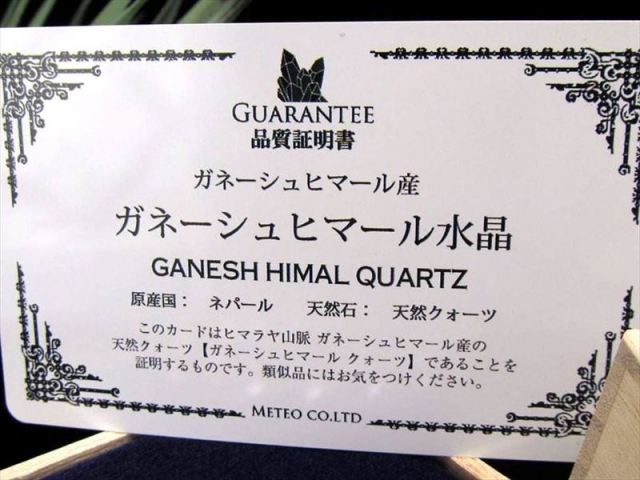 GUARANTEE
品質証明書
ガネーシュヒマール産
ガネーシュヒマール水晶
GANESH HIMAL QUARTZ
原産国： ネパール　天然石： 天然クォーツ
このカードはヒマラヤ山脈 ガネーシュヒマール産の
天然クォーツ【ガネーシュヒマール クォーツ】であることを
証明するものです。類似品にはお気をつけください。
METEO CO.LTD